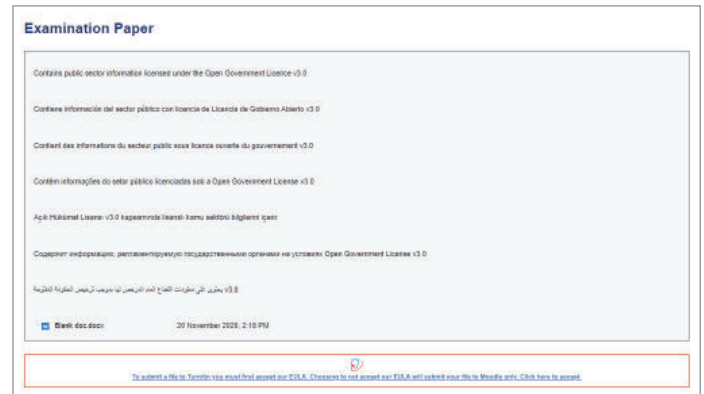 Examination Paper
Contains public sector information licensed under the Open Government Licence v3.0
Contiene información del sector público con licencia de Licencia de Gobierno Abierto v3.0
Contient des informations du secteur public sous licence ouverte du gouvernement v3.0
Contém informações do setor público licenciadas sob a Open Government License v3.0
Açık Hükümet Lisansı v3.0 kapsamında lisanslı kamu sektörü bilgilerini içerir
Содержит информацию, регламентируемую государственными органами на условиях Open Government License v3.0
يحتوي على معلومات القطاع العام المرخص لها بموجب ترخيص الحكومة المفتوحة v3.0
Blank doc.docx 20 November 2020, 2:16 PM
To submit a file to Turnitin you must first accept our EULA. Choosing to not accept our EULA will submit your file to Moodle only. Click here to accept.